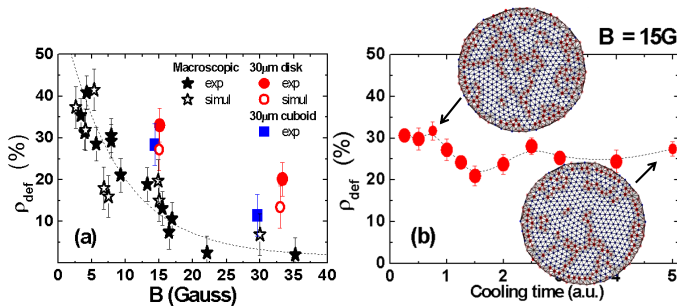 B = 15G
50
40
30
20
10
0
ρdef (%)
Macroscopic
exp
simul
30μm disk
exp
simul
30μm cuboid
exp
(a)
0 5 10 15 20 25 30 35 40
B (Gauss)
50
40
30
20
10
0
ρdef (%)
(b)
0 1 2 3 4 5
Cooling time (a.u.)